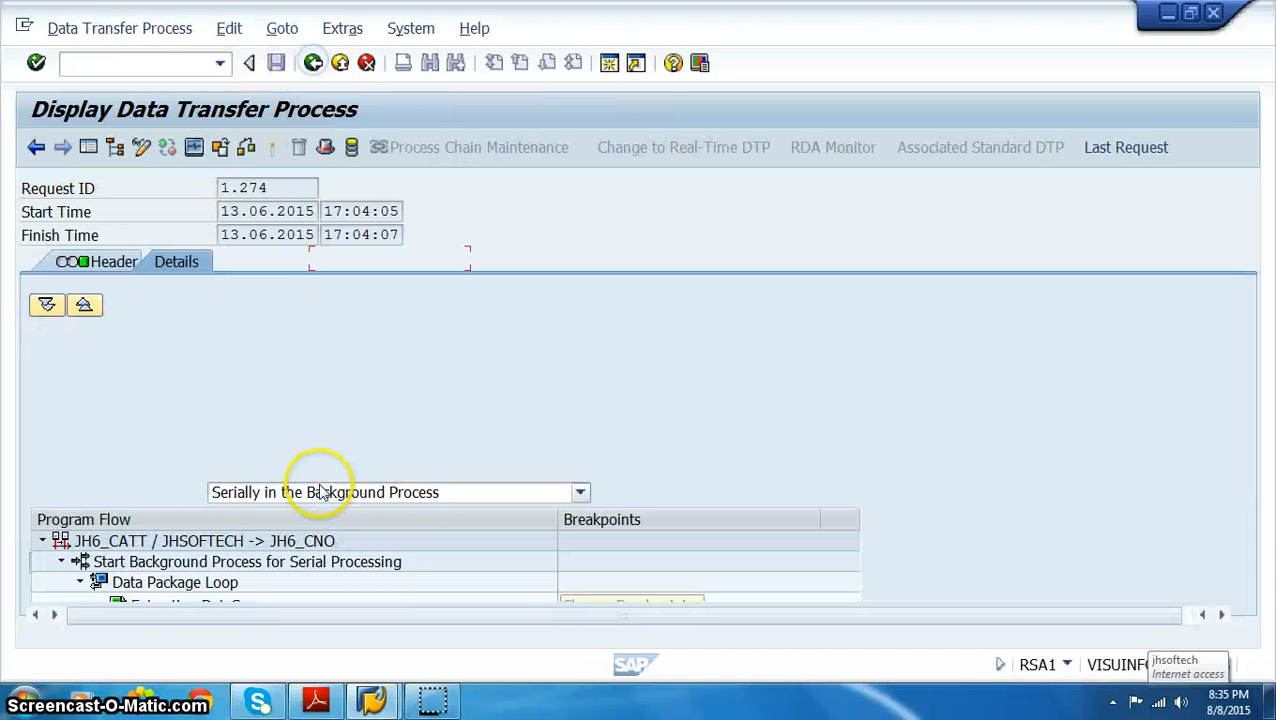 Data Transfer Process Edit Goto Extras System Help
Display Data Transfer Process
Process Chain Maintenance Change to Real-Time DTP RDA Monitor Associated Standard DTP Last Request
Request ID 1.274
Start Time 13.06.2015 17:04:05
Finish Time 13.06.2015 17:04:07
Header Details
Serially in the Background Process
Program Flow Breakpoints
JH6_CATT / JHSOFTECH -> JH6_CNO
Start Background Process for Serial Processing
Data Package Loop
SAP RSA1 VISUINF
jhsoftech
Internet access
Screencast-O-Matic.com
8:35 PM
8/8/2015